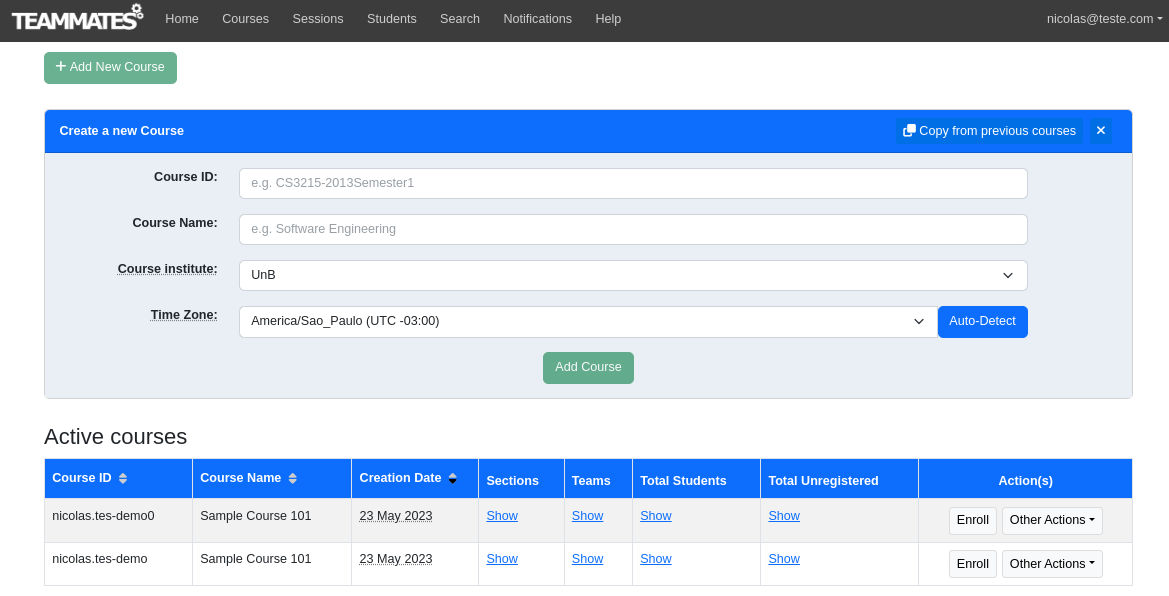 TEAMMATES Home Courses Sessions Students Search Notifications Help nicolas@teste.com
+ Add New Course
Create a new Course Copy from previous courses ×
Course ID: e.g. CS3215-2013Semester1
Course Name: e.g. Software Engineering
Course institute: UnB
Time Zone: America/Sao_Paulo (UTC -03:00) Auto-Detect
Add Course
Active courses
Course ID Course Name Creation Date Sections Teams Total Students Total Unregistered Action(s)
nicolas.tes-demo0 Sample Course 101 23 May 2023 Show Show Show Show Enroll Other Actions
nicolas.tes-demo Sample Course 101 23 May 2023 Show Show Show Show Enroll Other Actions